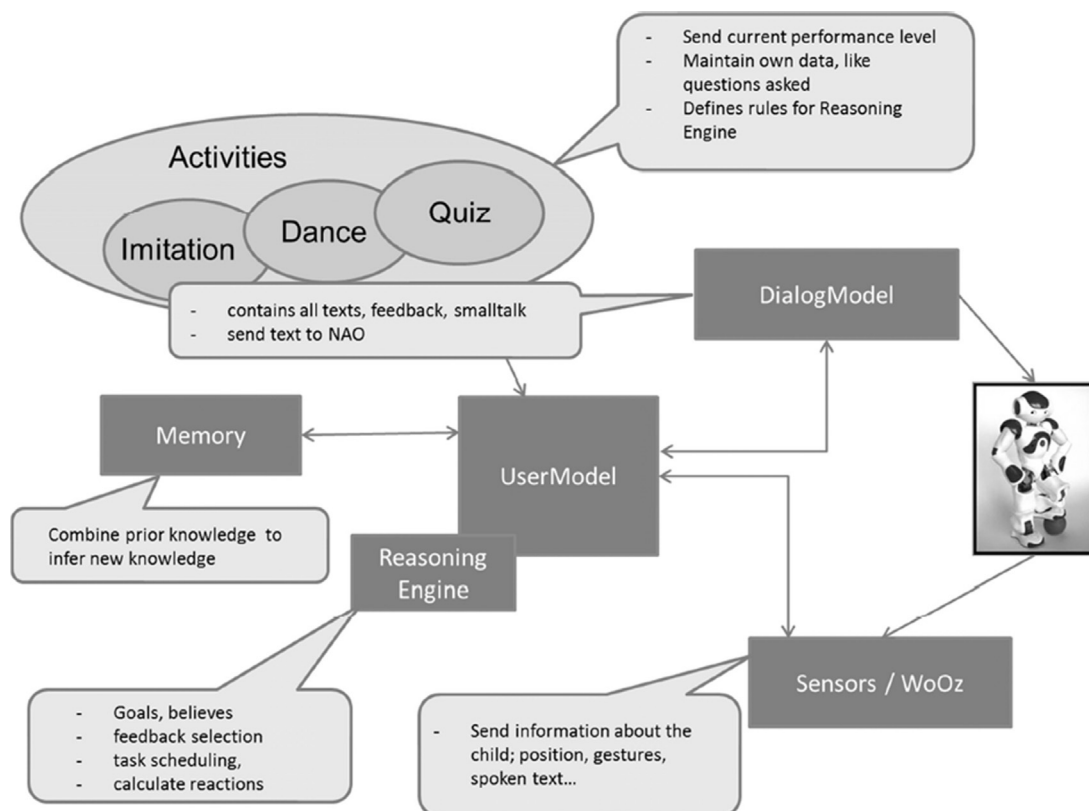 - Send current performance level
- Maintain own data, like
questions asked
- Defines rules for Reasoning
Engine
Activities
Imitation
Dance
Quiz
- contains all texts, feedback, smalltalk
- send text to NAO
DialogModel
Memory
UserModel
Combine prior knowledge to
infer new knowledge
Reasoning
Engine
- Goals, believes
- feedback selection
- task scheduling,
- calculate reactions
- Send information about the
child; position, gestures,
spoken text...
Sensors / WoOz